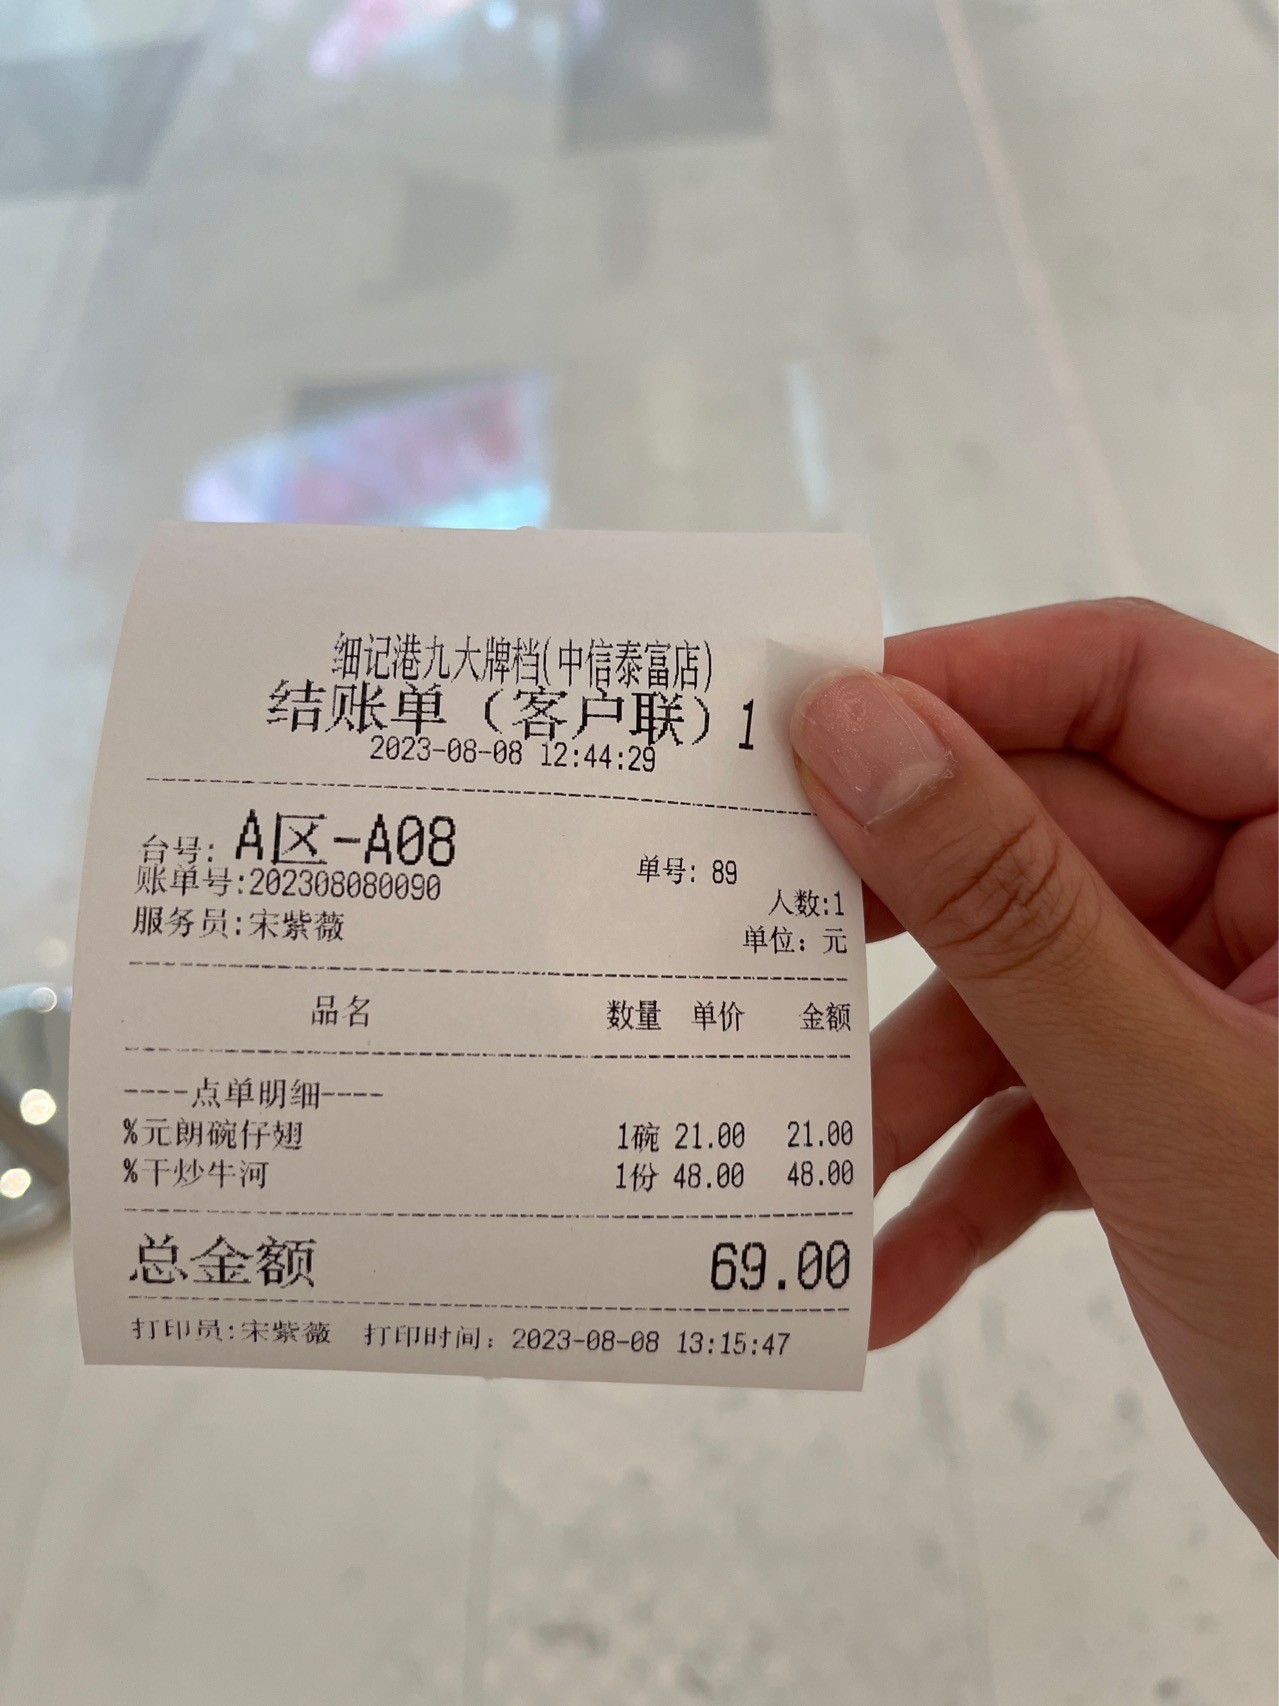 细记港九大牌档(中信泰富店)
结账单（客户联）1
2023-08-08 12:44:29
台号: A区-A08
单号: 89
账单号:202308080090
人数:1
服务员:宋紫薇
单位: 元
品名 数量 单价 金额
----点单明细----
%元朗碗仔翅 1碗 21.00 21.00
%干炒牛河 1份 48.00 48.00
总金额 69.00
打印员:宋紫薇 打印时间: 2023-08-08 13:15:47